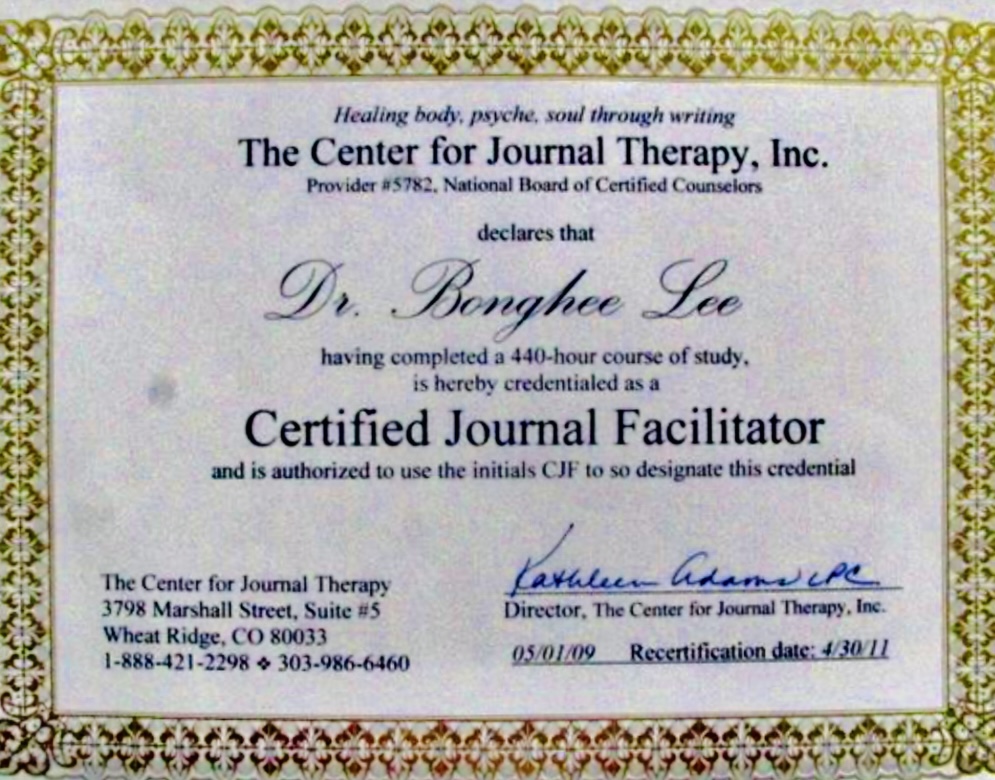 Healing body, psyche, soul through writing
The Center for Journal Therapy, Inc.
Provider #5782, National Board of Certified Counselors
declares that
Dr. Bonghee Lee
having completed a 440-hour course of study,
is hereby credentialed as a
Certified Journal Facilitator
and is authorized to use the initials CJF to so designate this credential
Kathleen Adams LPC
The Center for Journal Therapy
3798 Marshall Street, Suite #5
Wheat Ridge, CO 80033
1-888-421-2298 ❖ 303-986-6460
Director, The Center for Journal Therapy, Inc.
05/01/09 Recertification date: 4/30/11